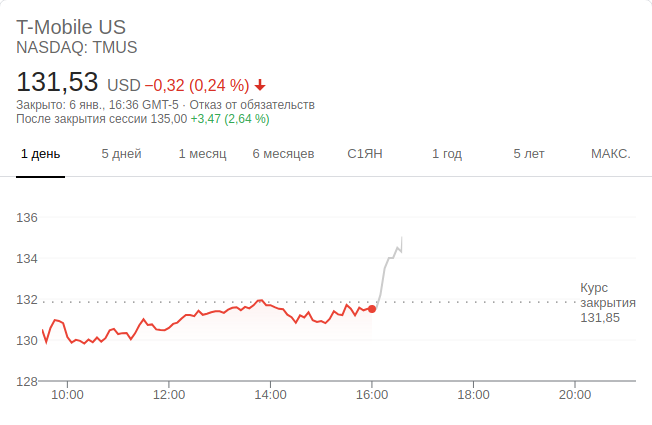 T-Mobile US
NASDAQ: TMUS
131,53 USD −0,32 (0,24 %)
Закрыто: 6 янв., 16:36 GMT-5 · Отказ от обязательств
После закрытия сессии 135,00 +3,47 (2,64 %)
1 день 5 дней 1 месяц 6 месяцев С1ЯН 1 год 5 лет МАКС.
136
134
132
Курс
закрытия
131,85
130
128
10:00 12:00 14:00 16:00 18:00 20:00